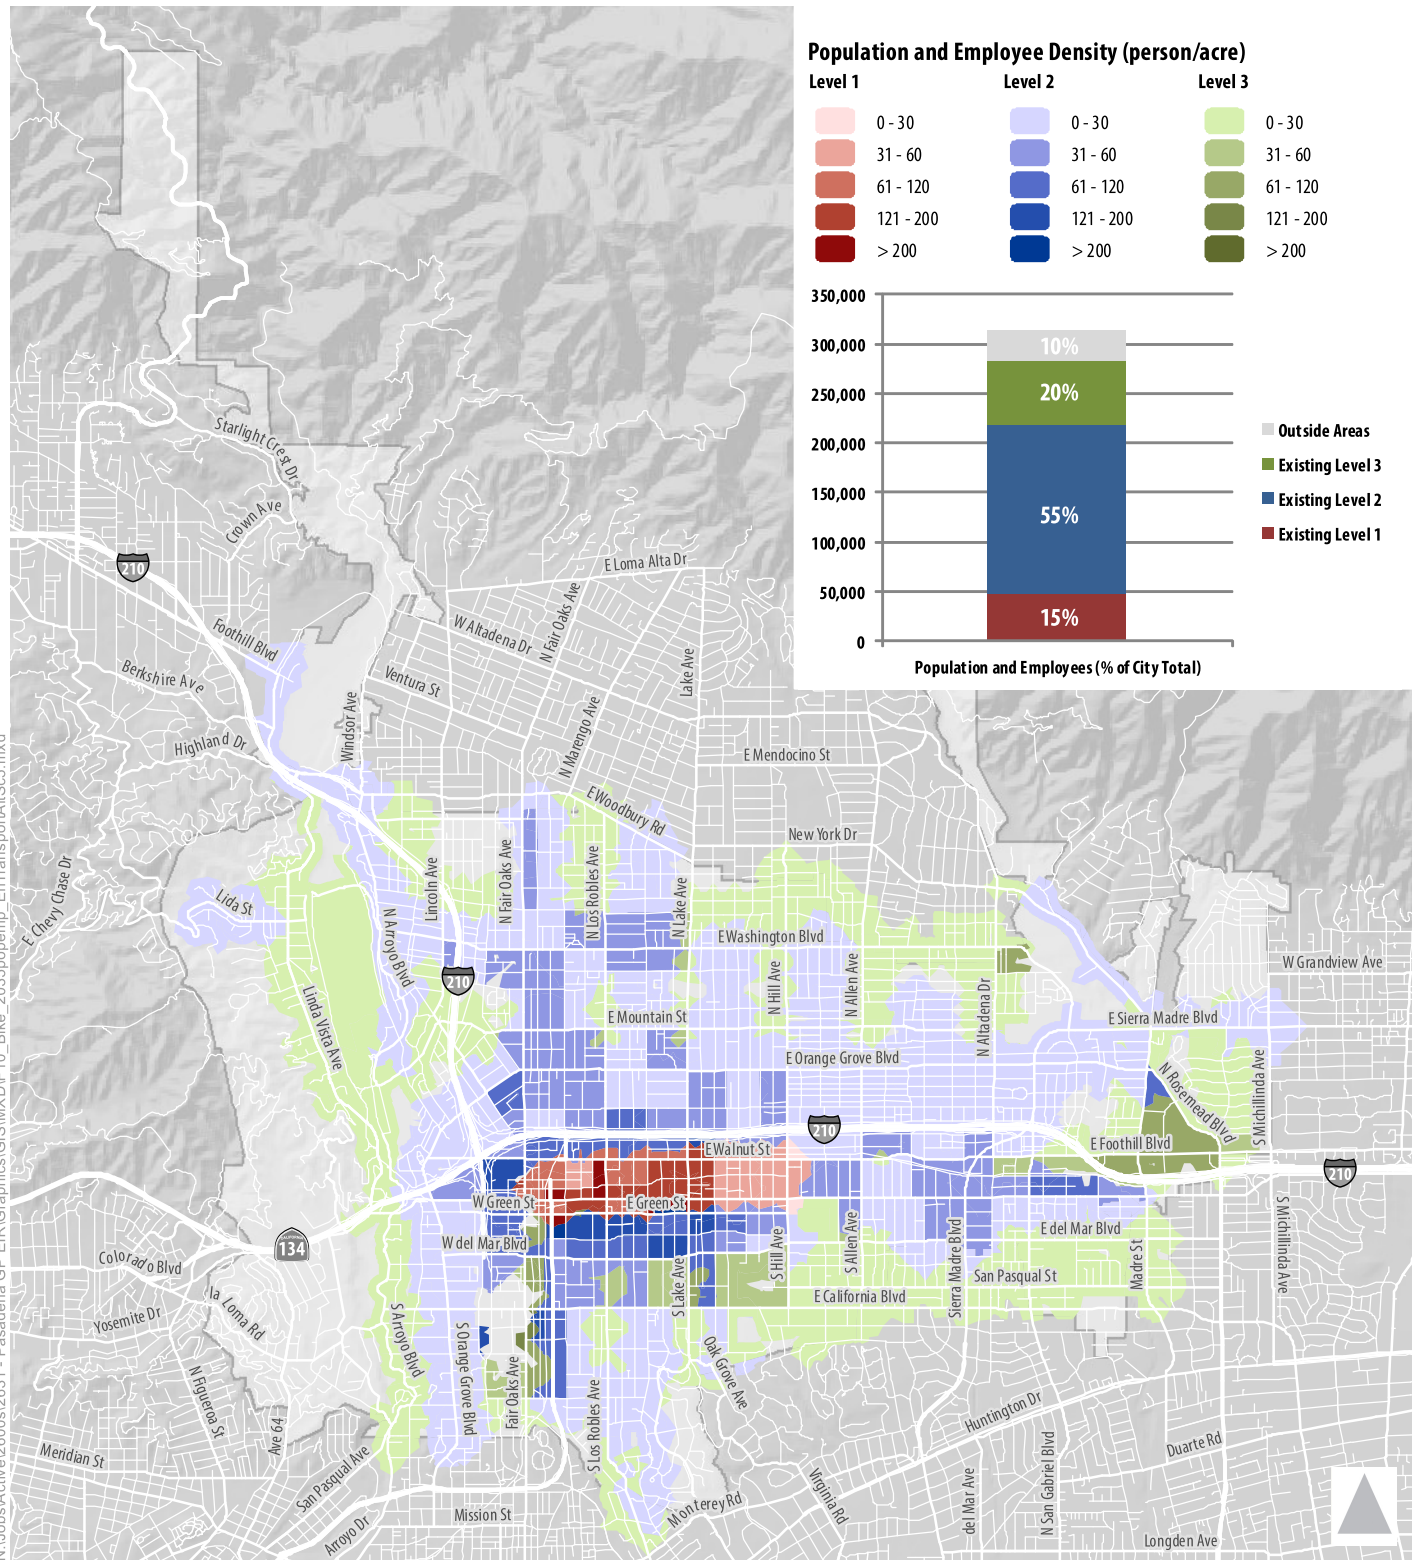 Population and Employee Density (person/acre)
Level 1
Level 2
Level 3
0 - 30
0 - 30
0 - 30
31 - 60
31 - 60
31 - 60
61 - 120
61 - 120
61 - 120
121 - 200
121 - 200
121 - 200
> 200
> 200
> 200
350,000
300,000
250,000
200,000
150,000
100,000
50,000
0
10%
20%
55%
15%
Outside Areas
Existing Level 3
Existing Level 2
Existing Level 1
Population and Employees (% of City Total)
Starlight Crest Dr
Crown Ave
210
E Loma Alta Dr
N Fair Oaks Ave
W Altadena Dr
Foothill Blvd
Berkshire Ave
Ventura St
Lake Ave
Windsor Ave
N Marengo Ave
Highland Dr
E Mendocino St
E Woodbury Rd
New York Dr
E Chevy Chase Dr
Lida St
Lincoln Ave
N Fair Oaks Ave
N Los Robles Ave
N Lake Ave
N Arroyo Blvd
E Washington Blvd
W Grandview Ave
210
N Hill Ave
N Allen Ave
N Altadena Dr
Linda Vista Ave
E Mountain St
E Sierra Madre Blvd
E Orange Grove Blvd
N Rosemead Blvd
S Michillinda Ave
210
E Walnut St
E Foothill Blvd
210
W Green St
E Green St
134
W del Mar Blvd
E del Mar Blvd
S Hill Ave
S Allen Ave
Sierra Madre Blvd
Madre St
S Michillinda Ave
Colorado Blvd
San Pasqual St
S Lake Ave
E California Blvd
la Loma Rd
Yosemite Dr
S Arroyo Blvd
S Orange Grove Blvd
Fair Oaks Ave
Oak Grove Ave
N Figueroa St
S Los Robles Ave
Huntington Dr
Ave 64
Duarte Rd
Meridian St
San Pasqual Ave
Virginia Rd
del Mar Ave
N San Gabriel Blvd
Monterey Rd
Mission St
Arroyo Dr
Longden Ave